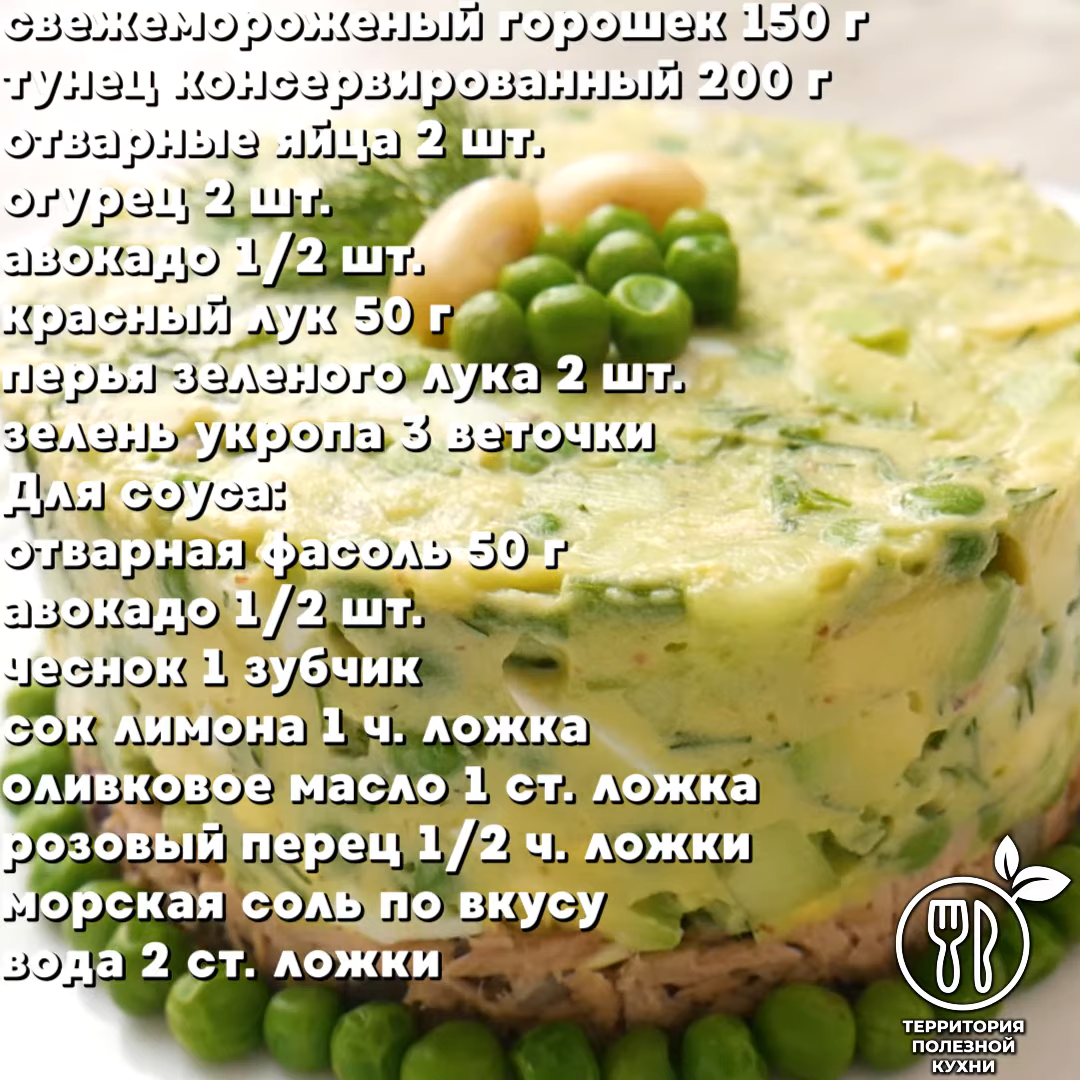 свежемороженый горошек 150 г
тунец консервированный 200 г
отварные яйца 2 шт.
огурец 2 шт.
авокадо 1/2 шт.
красный лук 50 г
перья зеленого лука 2 шт.
зелень укропа 3 веточки
Для соуса:
отварная фасоль 50 г
авокадо 1/2 шт.
чеснок 1 зубчик
сок лимона 1 ч. ложка
оливковое масло 1 ст. ложка
розовый перец 1/2 ч. ложки
морская соль по вкусу
вода 2 ст. ложки
ТЕРРИТОРИЯ
ПОЛЕЗНОЙ
КУХНИ